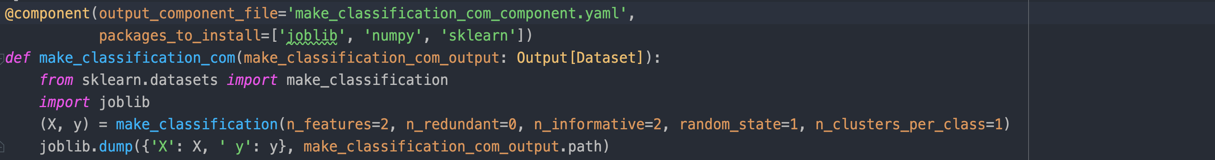 @component(output_component_file='make_classification_com_component.yaml',
           packages_to_install=['joblib', 'numpy', 'sklearn'])
def make_classification_com(make_classification_com_output: Output[Dataset]):
    from sklearn.datasets import make_classification
    import joblib
    (X, y) = make_classification(n_features=2, n_redundant=0, n_informative=2, random_state=1, n_clusters_per_class=1)
    joblib.dump({'X': X, ' y': y}, make_classification_com_output.path)